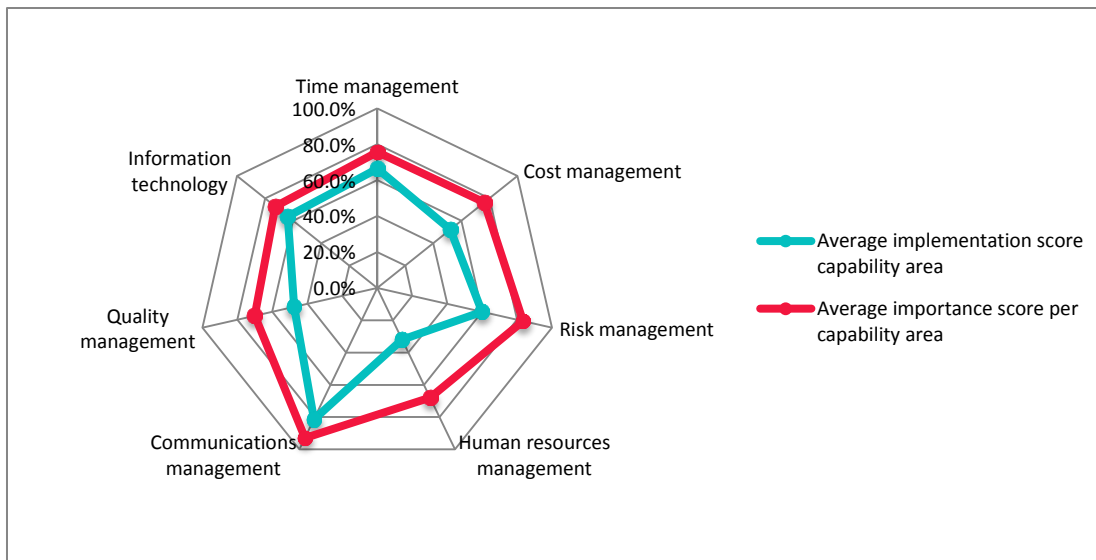 Time management
100.0%
80.0%
60.0%
40.0%
20.0%
0.0%
Information
technology
Cost management
Quality
management
Risk management
Communications
management
Human resources
management
Average implementation score
capability area
Average importance score per
capability area